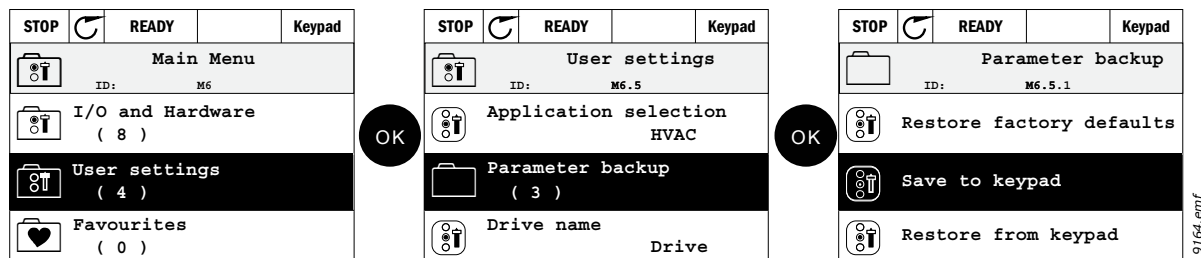 STOP READY Keypad
Main Menu
ID: M6
I/O and Hardware
( 8 )
User settings
( 4 )
Favourites
( 0 )
OK
STOP READY Keypad
User settings
ID: M6.5
Application selection
HVAC
Parameter backup
( 3 )
Drive name
Drive
OK
STOP READY Keypad
Parameter backup
ID: M6.5.1
Restore factory defaults
Save to keypad
Restore from keypad
9164.emf